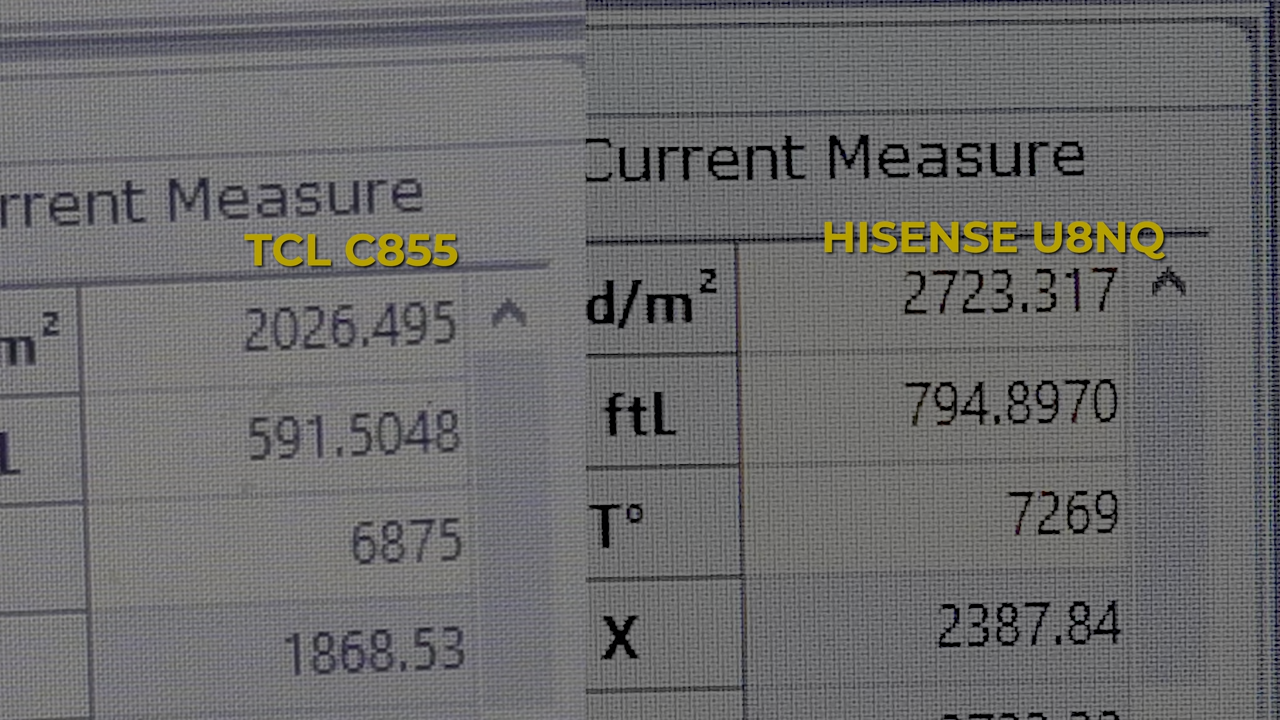 rrent Measure
TCL C855
m²
2026.495
L
591.5048
6875
1868.53
Current Measure
HISENSE U8NQ
d/m²
2723.317
ftL
794.8970
T°
7269
X
2387.84